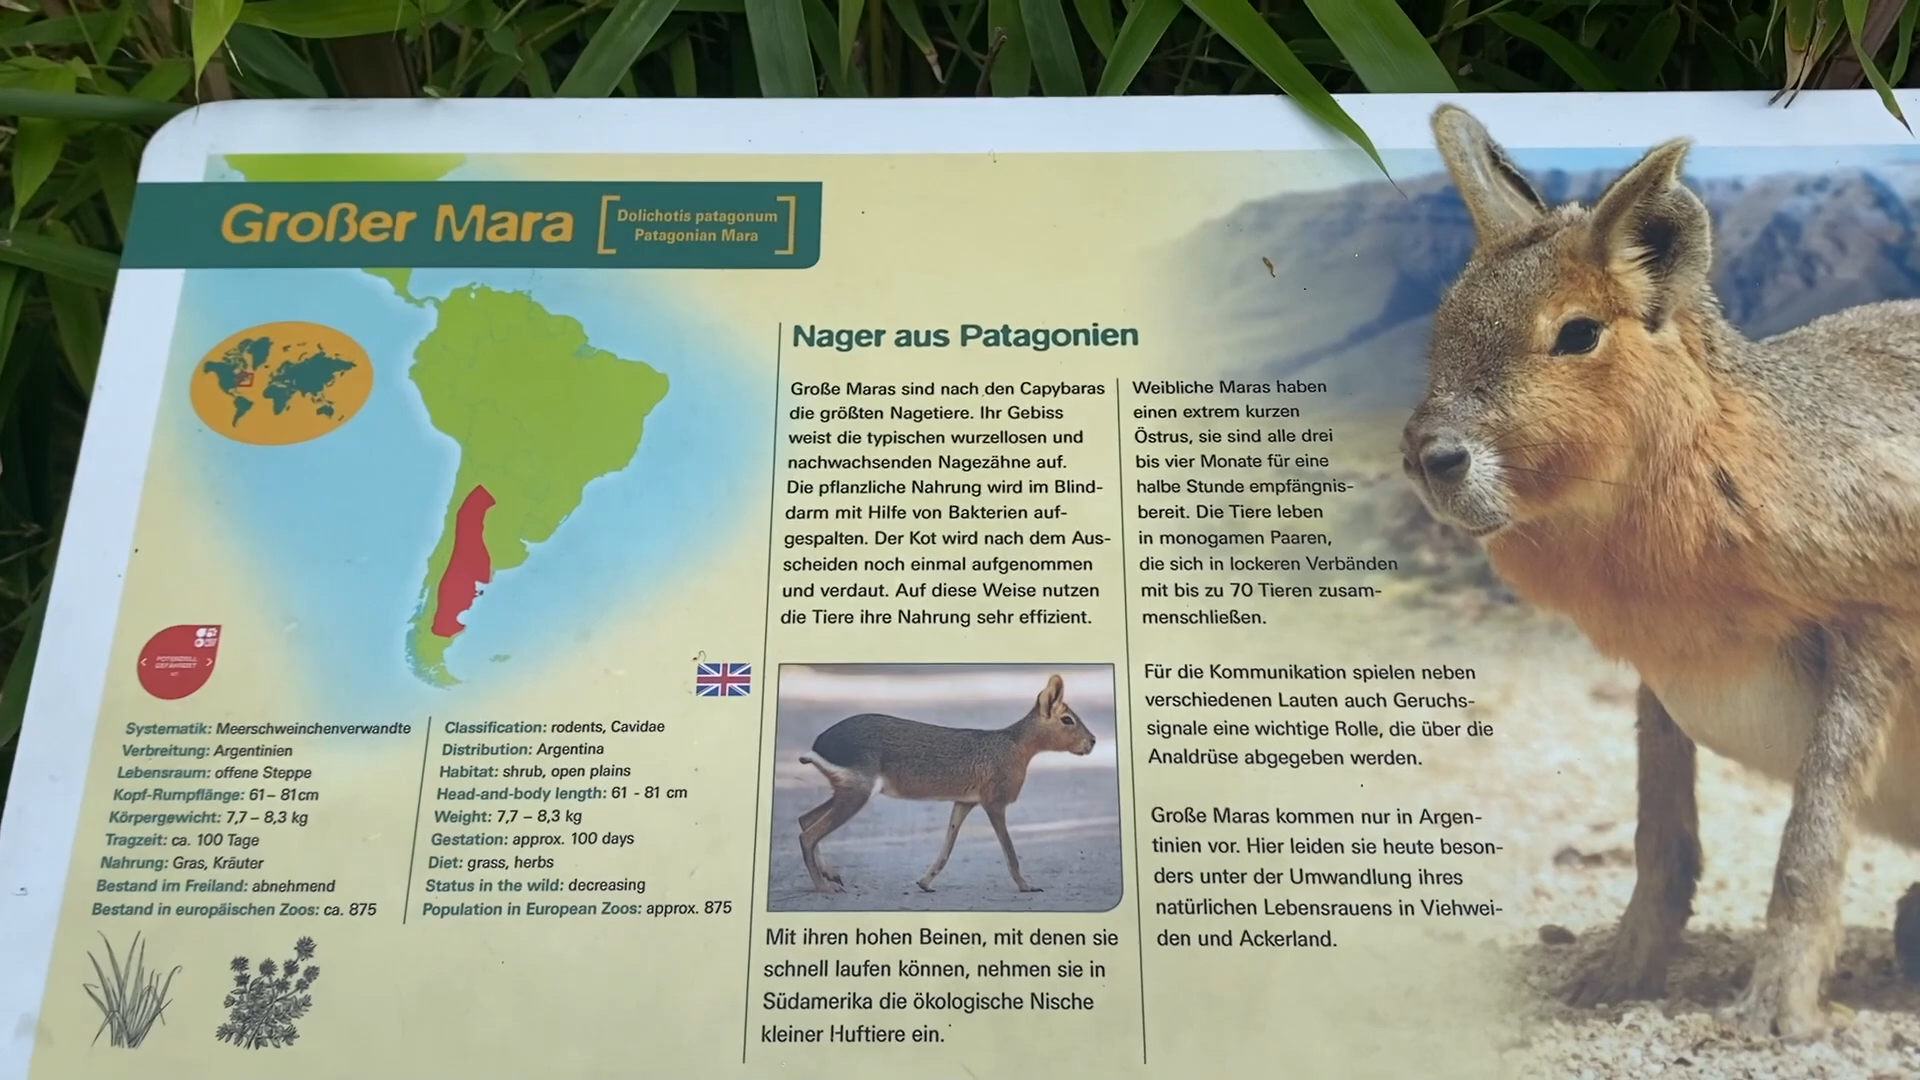 Großer Mara
Dolichotis patagonum
Patagonian Mara
POTENZIELL
GEFÄHRDET
Systematik: Meerschweinchenverwandte
Verbreitung: Argentinien
Lebensraum: offene Steppe
Kopf-Rumpflänge: 61– 81cm
Körpergewicht: 7,7 – 8,3 kg
Tragzeit: ca. 100 Tage
Nahrung: Gras, Kräuter
Bestand im Freiland: abnehmend
Bestand in europäischen Zoos: ca. 875
Classification: rodents, Cavidae
Distribution: Argentina
Habitat: shrub, open plains
Head-and-body length: 61 - 81 cm
Weight: 7,7 – 8,3 kg
Gestation: approx. 100 days
Diet: grass, herbs
Status in the wild: decreasing
Population in European Zoos: approx. 875
Nager aus Patagonien
Große Maras sind nach den Capybaras
die größten Nagetiere. Ihr Gebiss
weist die typischen wurzellosen und
nachwachsenden Nagezähne auf.
Die pflanzliche Nahrung wird im Blind-
darm mit Hilfe von Bakterien auf-
gespalten. Der Kot wird nach dem Aus-
scheiden noch einmal aufgenommen
und verdaut. Auf diese Weise nutzen
die Tiere ihre Nahrung sehr effizient.
Mit ihren hohen Beinen, mit denen sie
schnell laufen können, nehmen sie in
Südamerika die ökologische Nische
kleiner Huftiere ein.
Weibliche Maras haben
einen extrem kurzen
Östrus, sie sind alle drei
bis vier Monate für eine
halbe Stunde empfängnis-
bereit. Die Tiere leben
in monogamen Paaren,
die sich in lockeren Verbänden
mit bis zu 70 Tieren zusam-
menschließen.
Für die Kommunikation spielen neben
verschiedenen Lauten auch Geruchs-
signale eine wichtige Rolle, die über die
Analdrüse abgegeben werden.
Große Maras kommen nur in Argen-
tinien vor. Hier leiden sie heute beson-
ders unter der Umwandlung ihres
natürlichen Lebensrauens in Viehwei-
den und Ackerland.